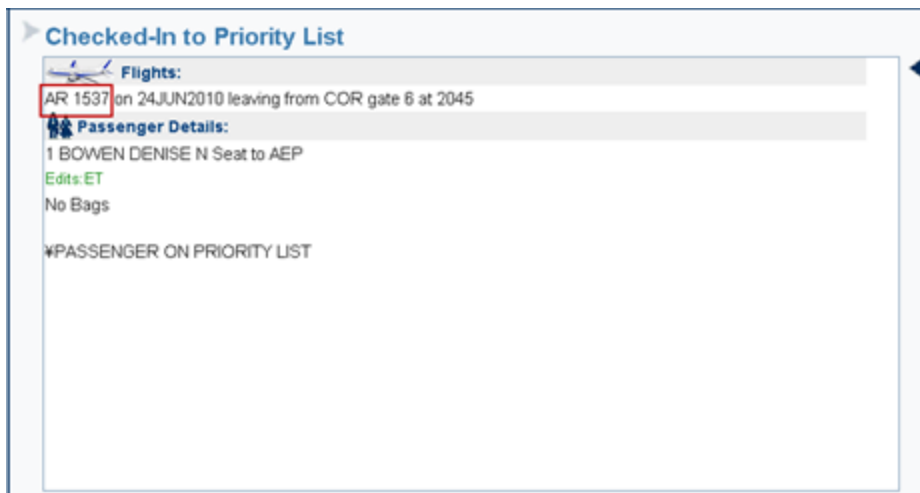 Checked-In to Priority List
Flights:
AR 1537 on 24JUN2010 leaving from COR gate 6 at 2045
Passenger Details:
1 BOWEN DENISE N Seat to AEP
Edits:ET
No Bags
¥PASSENGER ON PRIORITY LIST